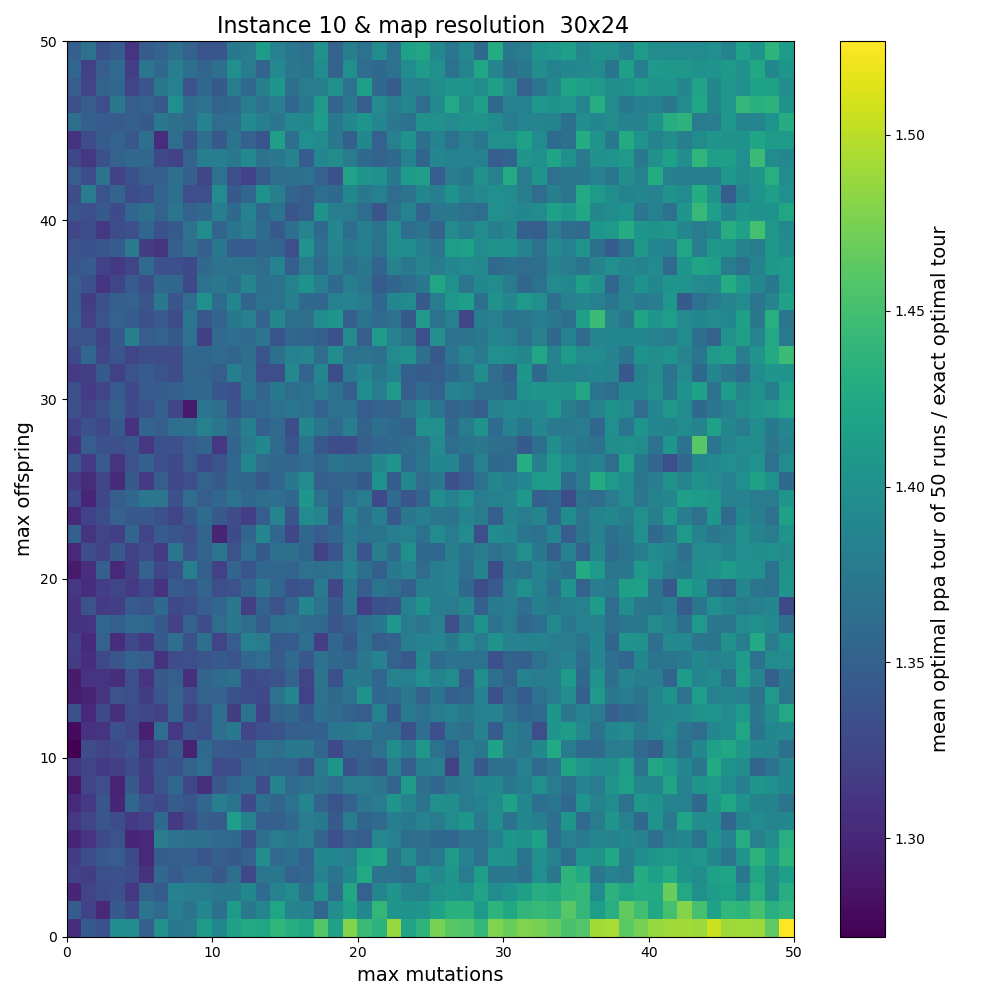 Instance 10 & map resolution  30x24
50
40
30
20
10
0
max offspring
0 10 20 30 40 50
max mutations
1.50
1.45
1.40
1.35
1.30
mean optimal ppa tour of 50 runs / exact optimal tour